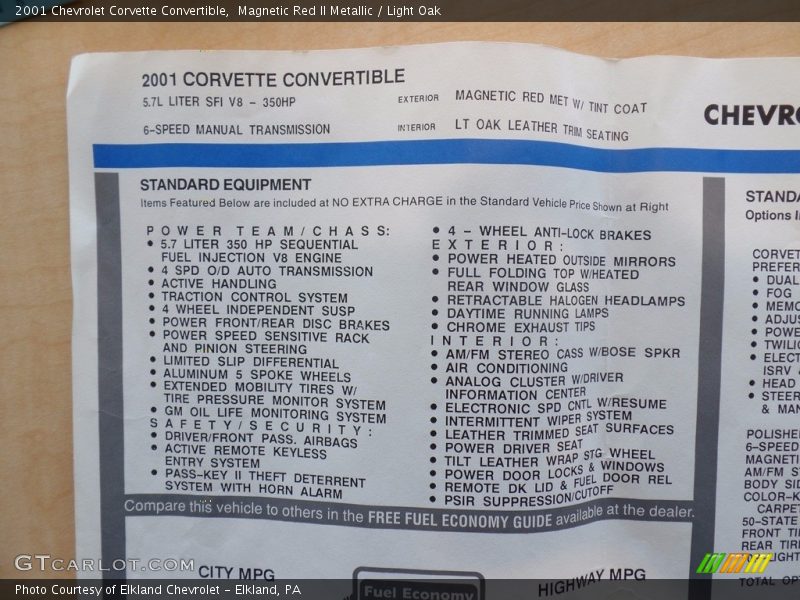 2001 Chevrolet Corvette Convertible,  Magnetic Red II Metallic / Light Oak
2001 CORVETTE CONVERTIBLE
5.7L LITER SFI V8 - 350HP
6-SPEED MANUAL TRANSMISSION
EXTERIOR MAGNETIC RED MET W/ TINT COAT
INTERIOR LT OAK LEATHER TRIM SEATING
CHEVRO
STANDARD EQUIPMENT
Items Featured Below are included at NO EXTRA CHARGE in the Standard Vehicle Price Shown at Right
POWER TEAM/CHASS:
• 5.7 LITER 350 HP SEQUENTIAL
FUEL INJECTION V8 ENGINE
• 4 SPD O/D AUTO TRANSMISSION
• ACTIVE HANDLING
• TRACTION CONTROL SYSTEM
• 4 WHEEL INDEPENDENT SUSP
• POWER FRONT/REAR DISC BRAKES
• POWER SPEED SENSITIVE RACK
AND PINION STEERING
• LIMITED SLIP DIFFERENTIAL
• ALUMINUM 5 SPOKE WHEELS
• EXTENDED MOBILITY TIRES W/
TIRE PRESSURE MONITOR SYSTEM
• GM OIL LIFE MONITORING SYSTEM
SAFETY/SECURITY:
• DRIVER/FRONT PASS. AIRBAGS
• ACTIVE REMOTE KEYLESS
ENTRY SYSTEM
• PASS-KEY II THEFT DETERRENT
SYSTEM WITH HORN ALARM
• 4 - WHEEL ANTI-LOCK BRAKES
EXTERIOR:
• POWER HEATED OUTSIDE MIRRORS
• FULL FOLDING TOP W/HEATED
REAR WINDOW GLASS
• RETRACTABLE HALOGEN HEADLAMPS
• DAYTIME RUNNING LAMPS
• CHROME EXHAUST TIPS
INTERIOR:
• AM/FM STEREO CASS W/BOSE SPKR
• AIR CONDITIONING
• ANALOG CLUSTER W/DRIVER
INFORMATION CENTER
• ELECTRONIC SPD CNTL W/RESUME
• INTERMITTENT WIPER SYSTEM
• LEATHER TRIMMED SEAT SURFACES
• POWER DRIVER SEAT
• TILT LEATHER WRAP STG WHEEL
• POWER DOOR LOCKS & WINDOWS
• REMOTE DK LID & FUEL DOOR REL
• PSIR SUPPRESSION/CUTOFF
STANDA
Options I
CORVET
PREFER
• DUAL
• FOG
• MEMO
• ADJUS
• POWE
• TWILIG
• ELECT
ISRV
• HEAD
• STEER
& MAN
POLISHE
6-SPEED
MAGNETI
AM/FM S
BODY SID
COLOR-K
CARPET
50-STATE
FRONT TI
REAR TIRE
LIGHT
TOTAL OP
Compare this vehicle to others in the FREE FUEL ECONOMY GUIDE available at the dealer.
CITY MPG
Fuel Economy
HIGHWAY MPG
GTCARLOT.COM
Photo Courtesy of Elkland Chevrolet - Elkland, PA